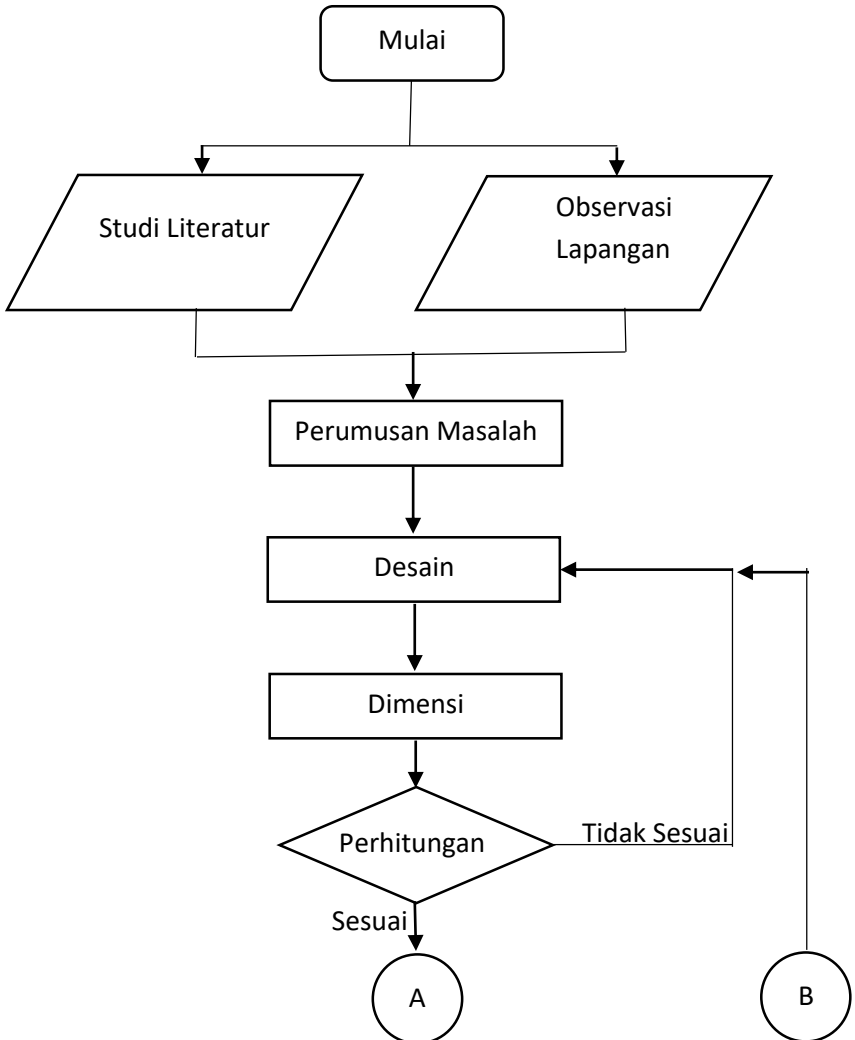 Mulai
Studi Literatur
Observasi
Lapangan
Perumusan Masalah
Desain
Dimensi
Perhitungan
Tidak Sesuai
Sesuai
A
B